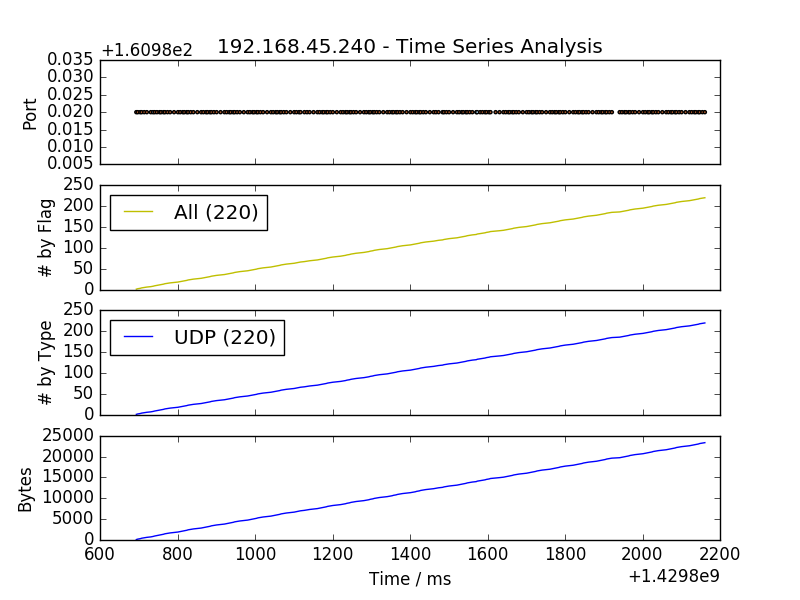 +1.6098e2
192.168.45.240 - Time Series Analysis
0.035
0.030
0.025
0.020
0.015
0.010
0.005
Port
250
200
150
100
50
0
# by Flag
All (220)
250
200
150
100
50
0
# by Type
UDP (220)
25000
20000
15000
10000
5000
0
Bytes
600 800 1000 1200 1400 1600 1800 2000 2200
Time / ms
+1.4298e9